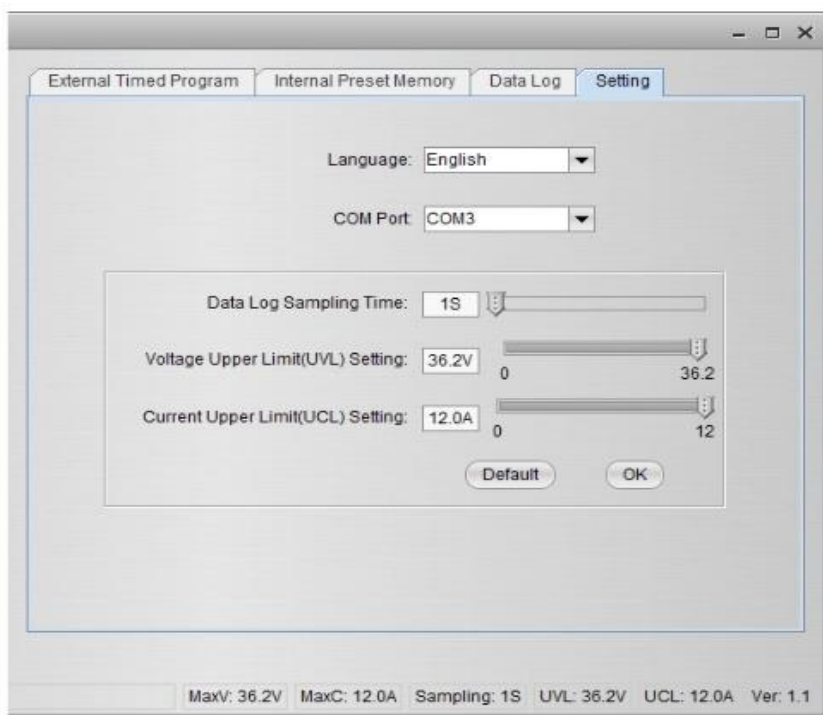 External Timed Program Internal Preset Memory Data Log Setting
Language: English
COM Port: COM3
Data Log Sampling Time: 1S
Voltage Upper Limit(UVL) Setting: 36.2V
0 36.2
Current Upper Limit(UCL) Setting: 12.0A
0 12
Default OK
MaxV: 36.2V MaxC: 12.0A Sampling: 1S UVL: 36.2V UCL: 12.0A Ver: 1.1